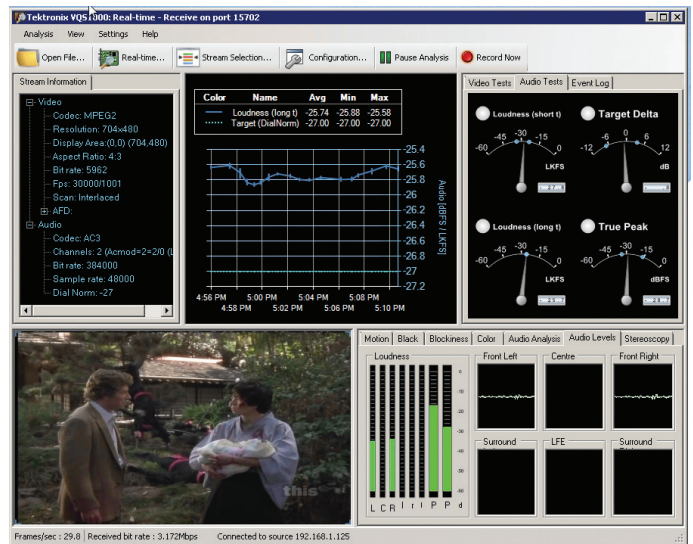 Tektronix VQS1000: Real-time - Receive on port 15702
Analysis View Settings Help
Open File... Real-time... Stream Selection... Configuration... Pause Analysis Record Now
Stream Information
Video
Codec: MPEG2
Resolution: 704x480
Display Area:(0,0) (704,480)
Aspect Ratio: 4:3
Bit rate: 5962
Fps: 30000/1001
Scan: Interlaced
AFD:
Audio
Codec: AC3
Channels: 2 (Acmod=2=2/0 (L
Bit rate: 384000
Sample rate: 48000
Dial Norm: -27
Color Name Avg Min Max
Loudness (long t) -25.74 -25.88 -25.58
Target (DialNorm) -27.00 -27.00 -27.00
-25.4
-25.6
-25.8
-26
-26.2
-26.4
-26.6
-26.8
-27
-27.2
Audio [dBFS / LKFS]
4:56 PM 5:00 PM 5:04 PM 5:08 PM
4:58 PM 5:02 PM 5:06 PM 5:10 PM
Video Tests Audio Tests Event Log
Loudness (short t)
-60 -45 -30 -15 0
LKFS
Target Delta
-12 -6 0 6 12
dB
Loudness (long t)
-60 -45 -30 -15 0
LKFS
True Peak
-60 -45 -30 -15 0
dBFS
this
Motion Black Blockiness Color Audio Analysis Audio Levels Stereoscopy
Loudness
L C R l r l P P d
Front Left Centre Front Right
Surround LFE Surround
Frames/sec : 29.8 Received bit rate : 3.172Mbps Connected to source 192.168.1.125